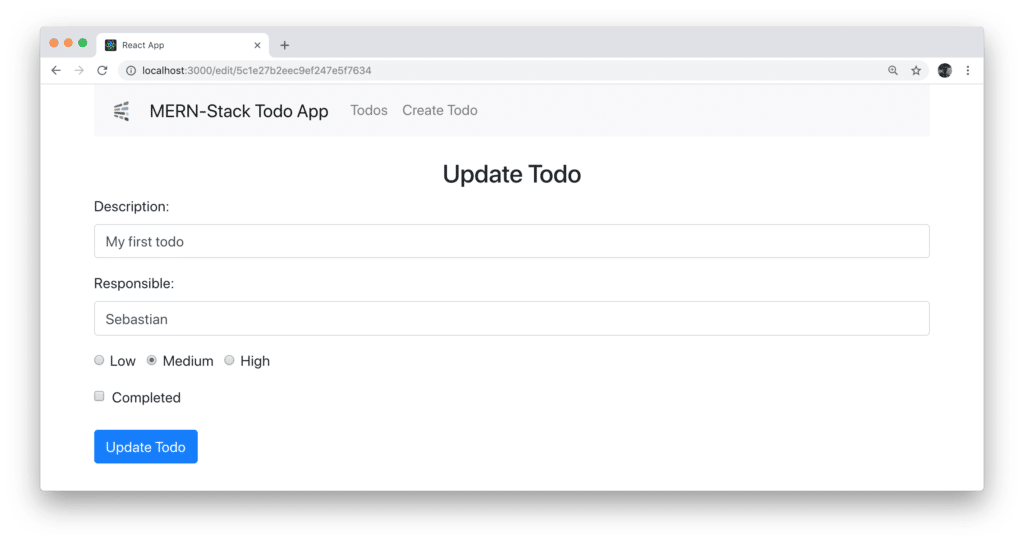 React App
localhost:3000/edit/5c1e27b2eec9ef247e5f7634
MERN-Stack Todo App Todos Create Todo
Update Todo
Description:
My first todo
Responsible:
Sebastian
Low Medium High
Completed
Update Todo